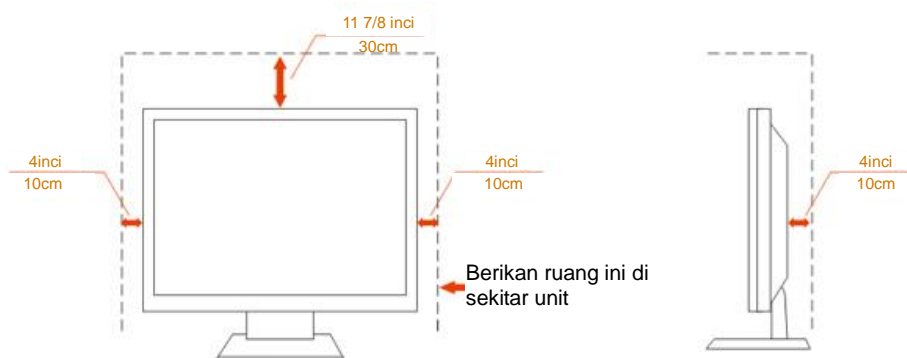 11 7/8 inci
30cm
4inci
10cm
4inci
10cm
4inci
10cm
Berikan ruang ini di
sekitar unit